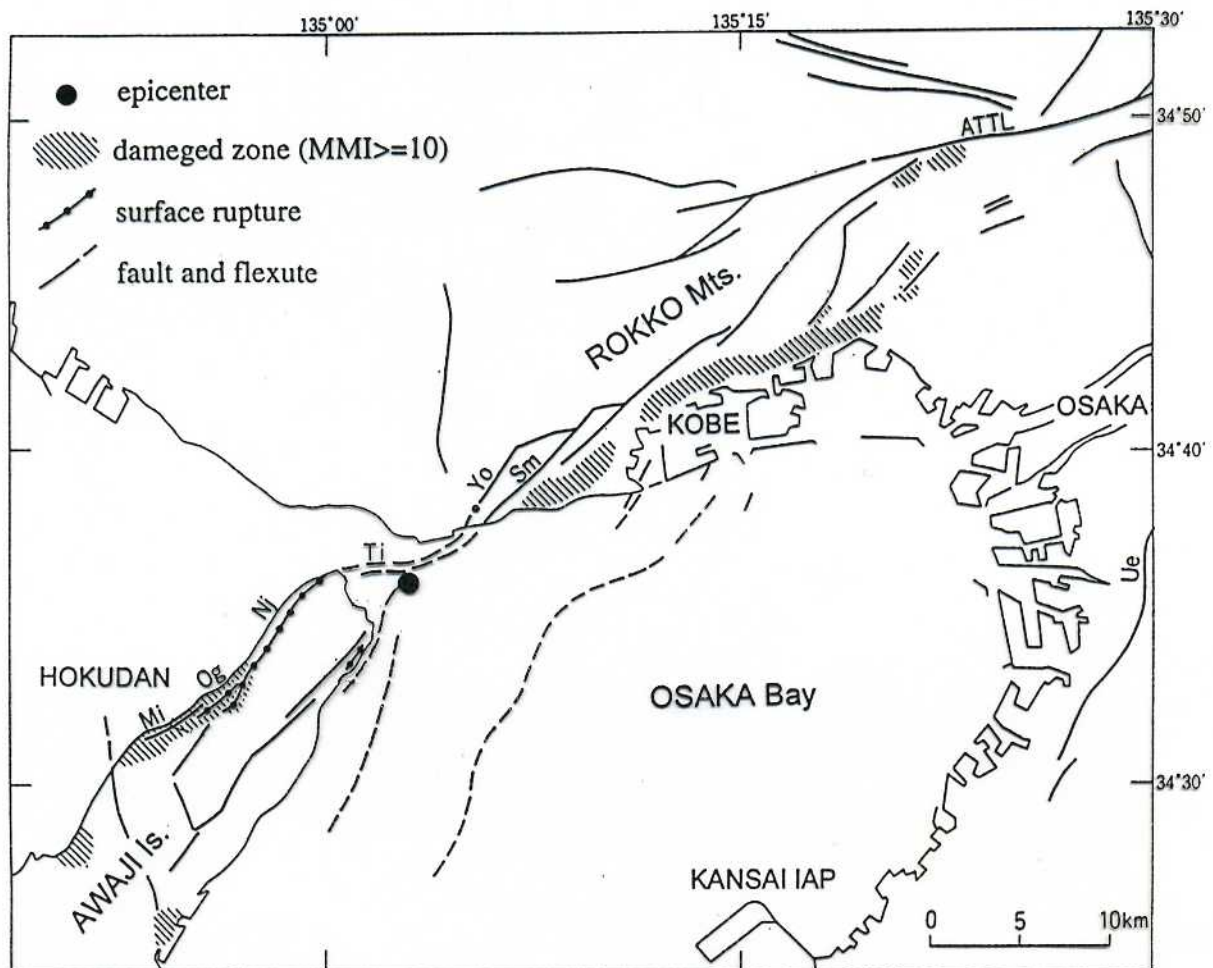 135°00'
135°15'
135°30'
epicenter
dameged zone (MMI>=10)
surface rupture
fault and flexute
ATTL
34°50'
ROKKO Mts.
KOBE
OSAKA
34°40'
Yo
Sm
Ti
Ue
Nj
HOKUDAN
Og
OSAKA Bay
Mi
34°30'
AWAJI Is.
KANSAI IAP
0 5 10km